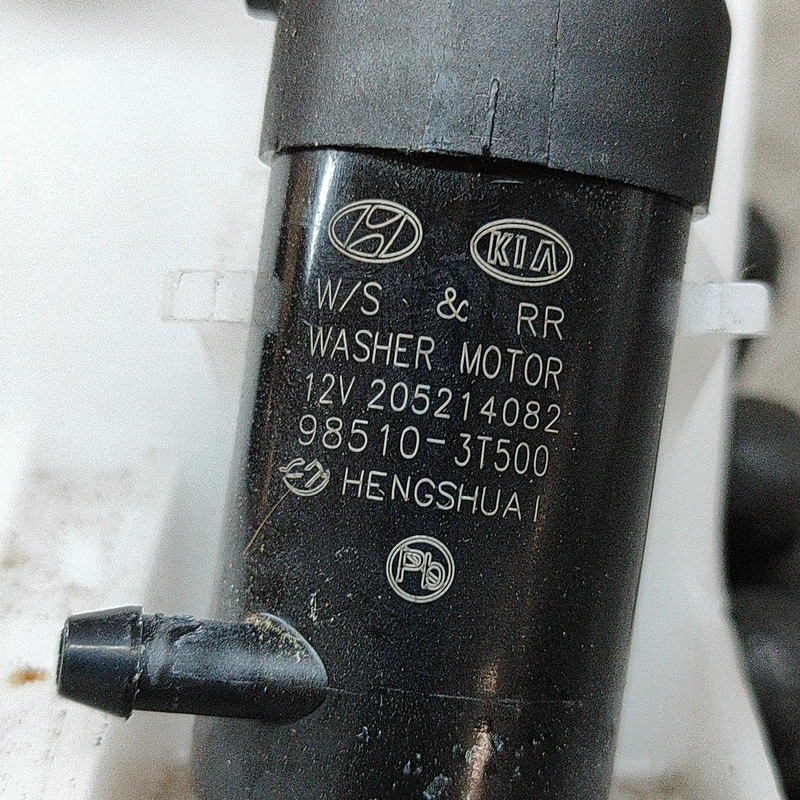 KIA
W/S & RR
WASHER MOTOR
12V 205214082
98510-3T500
HENGSHUAI
Pb